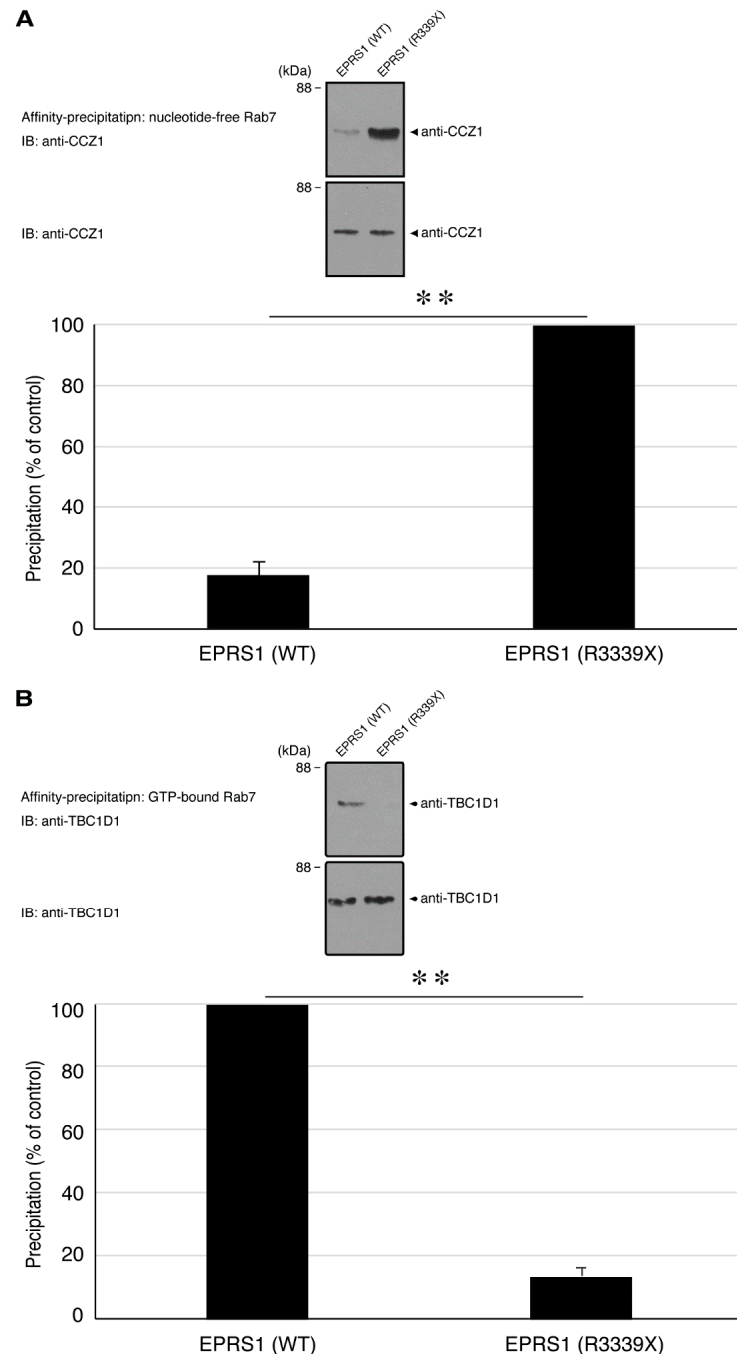 A
EPRS1 (WT)
EPRS1 (R339X)
(kDa)
88
Affinity-precipitatipn: nucleotide-free Rab7
IB: anti-CCZ1
anti-CCZ1
88
IB: anti-CCZ1
anti-CCZ1
**
100
80
60
40
20
0
Precipitation (% of control)
EPRS1 (WT)
EPRS1 (R3339X)
B
EPRS1 (WT)
EPRS1 (R339X)
(kDa)
88
Affinity-precipitatipn: GTP-bound Rab7
IB: anti-TBC1D1
anti-TBC1D1
88
IB: anti-TBC1D1
anti-TBC1D1
**
100
80
60
40
20
0
Precipitation (% of control)
EPRS1 (WT)
EPRS1 (R3339X)